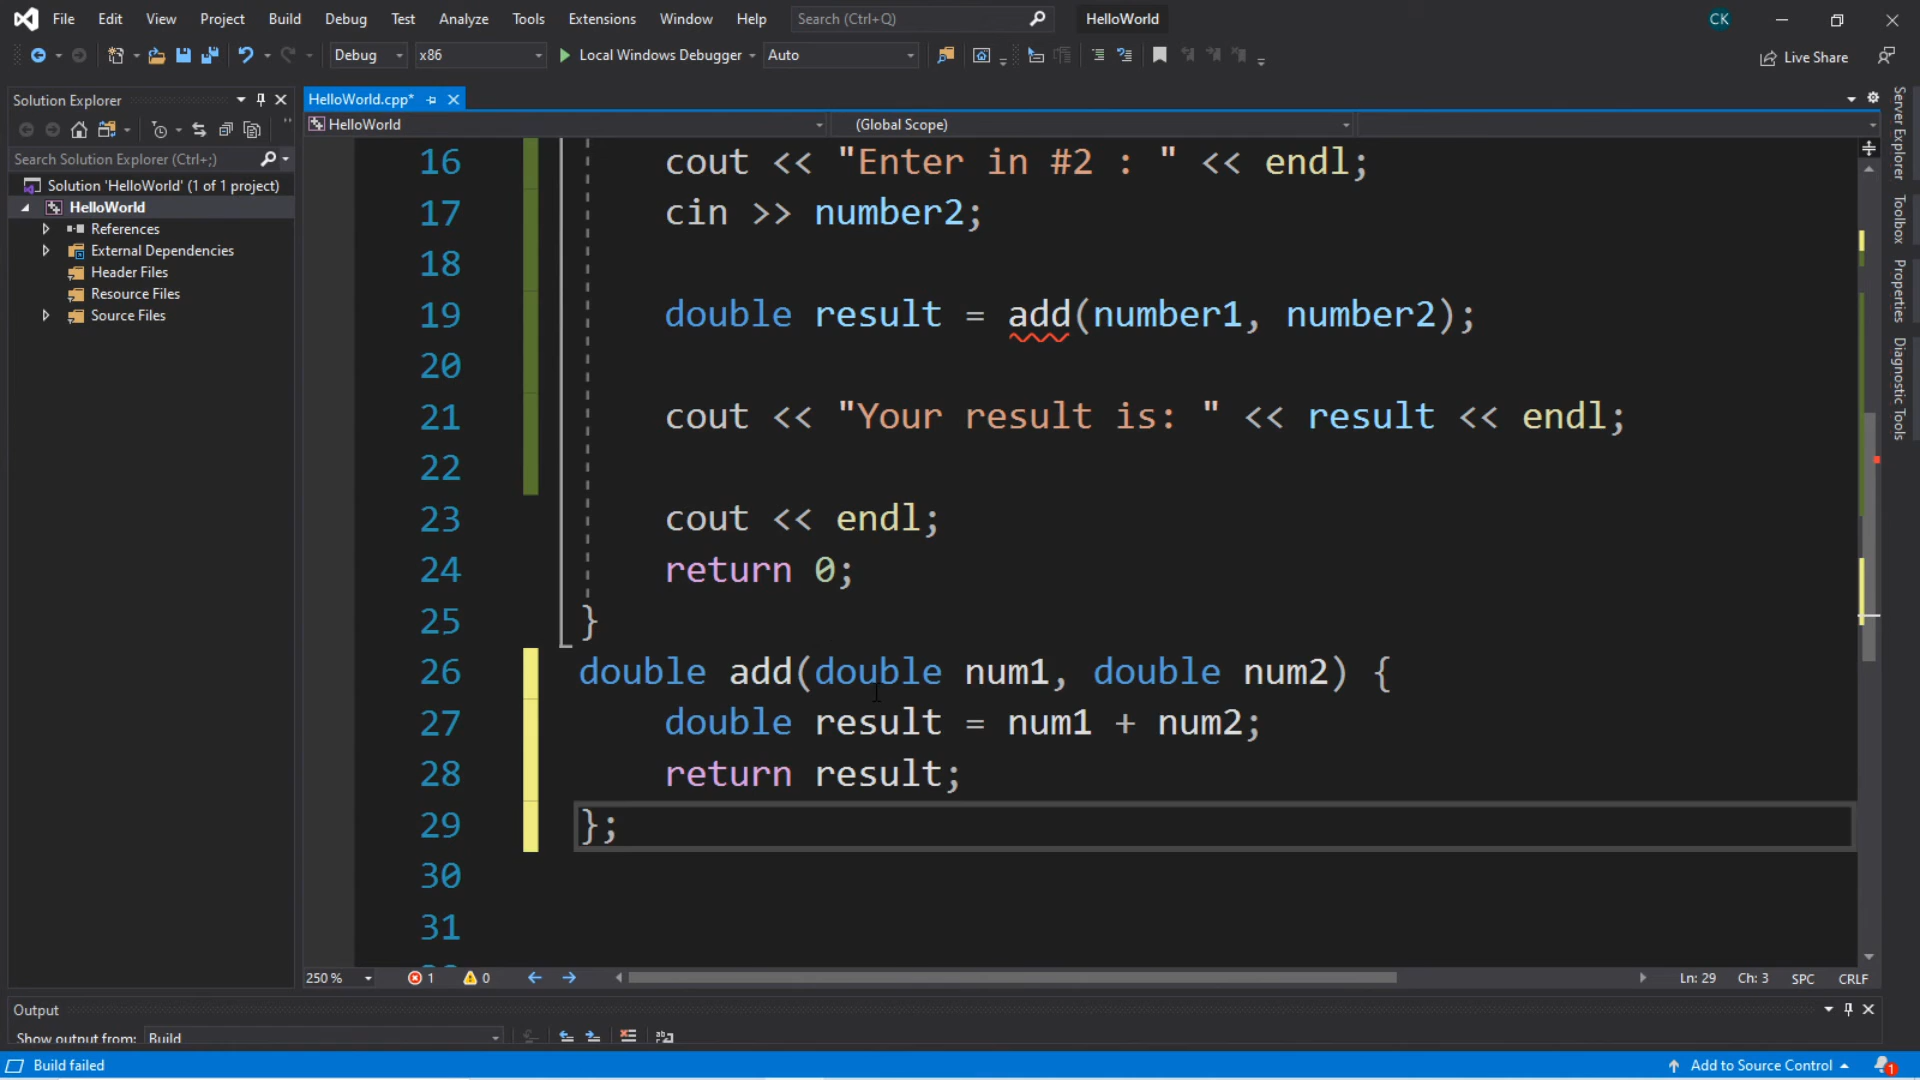 File Edit View Project Build Debug Test Analyze Tools Extensions Window Help Search (Ctrl+Q) HelloWorld CK
Debug x86 Local Windows Debugger Auto Live Share
Solution Explorer
Search Solution Explorer (Ctrl+;)
Solution 'HelloWorld' (1 of 1 project)
HelloWorld
References
External Dependencies
Header Files
Resource Files
Source Files
HelloWorld.cpp*
HelloWorld (Global Scope)
16 cout << "Enter in #2 : " << endl;
17 cin >> number2;
18
19 double result = add(number1, number2);
20
21 cout << "Your result is: " << result << endl;
22
23 cout << endl;
24 return 0;
25 }
26 double add(double num1, double num2) {
27 double result = num1 + num2;
28 return result;
29 };
30
31
250 % 1 0 Ln: 29 Ch: 3 SPC CRLF
Server Explorer
Toolbox
Properties
Diagnostic Tools
Output
Show output from: Build
Build failed Add to Source Control 1